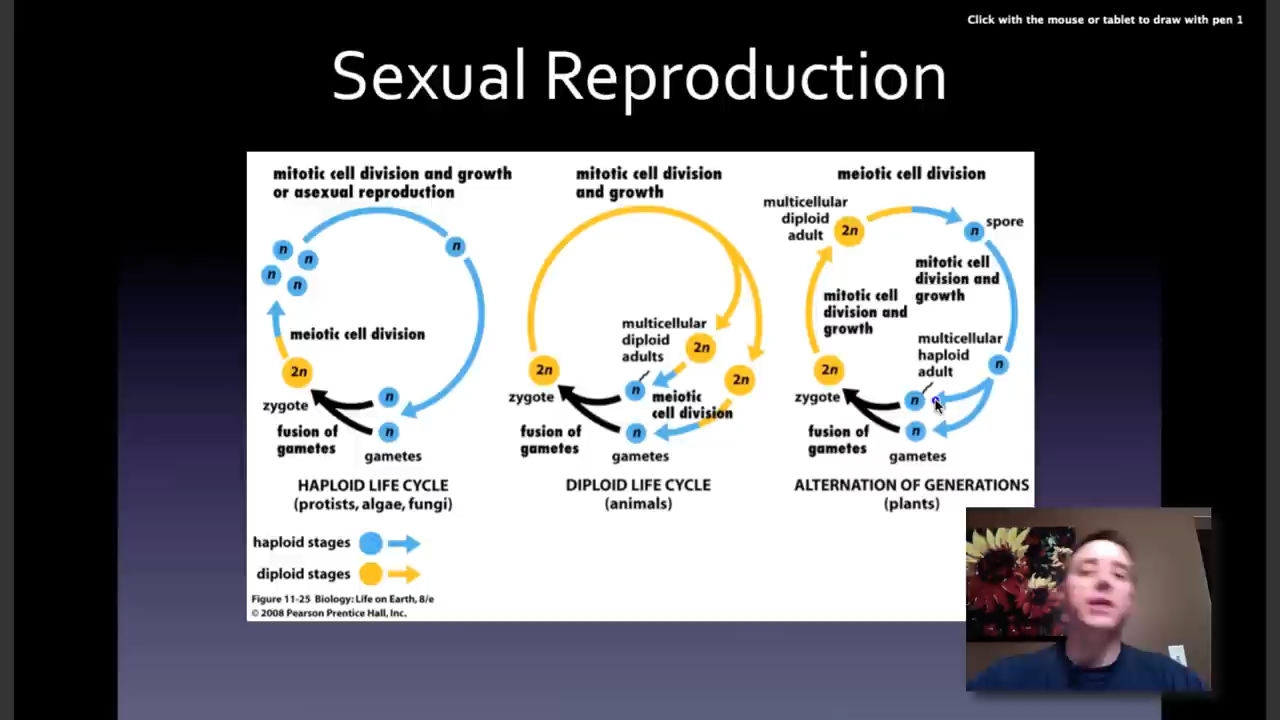 Click with the mouse or tablet to draw with pen 1
Sexual Reproduction
mitotic cell division and growth
or asexual reproduction
n
n
n
n
n
n
meiotic cell division
2n
zygote
n
n
fusion of
gametes
gametes
HAPLOID LIFE CYCLE
(protists, algae, fungi)
mitotic cell division
and growth
multicellular
diploid
adults
2n
2n
2n
zygote
n
n
meiotic
cell division
fusion of
gametes
gametes
DIPLOID LIFE CYCLE
(animals)
meiotic cell division
multicellular
diploid
adult
2n
n
spore
mitotic cell
division and
growth
mitotic cell
division and
growth
multicellular
haploid
adult
n
2n
zygote
n
n
fusion of
gametes
gametes
ALTERNATION OF GENERATIONS
(plants)
haploid stages
diploid stages
Figure 11-25 Biology: Life on Earth, 8/e
© 2008 Pearson Prentice Hall, Inc.